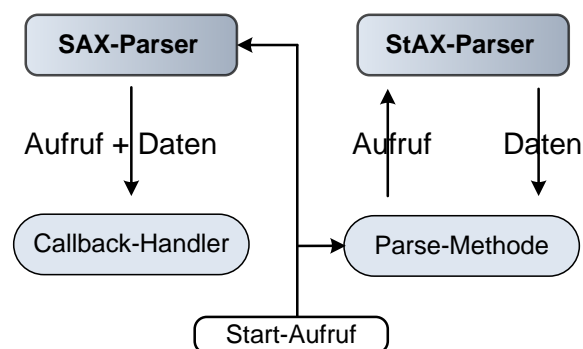 SAX-Parser
StAX-Parser
Aufruf + Daten
Aufruf
Daten
Callback-Handler
Parse-Methode
Start-Aufruf